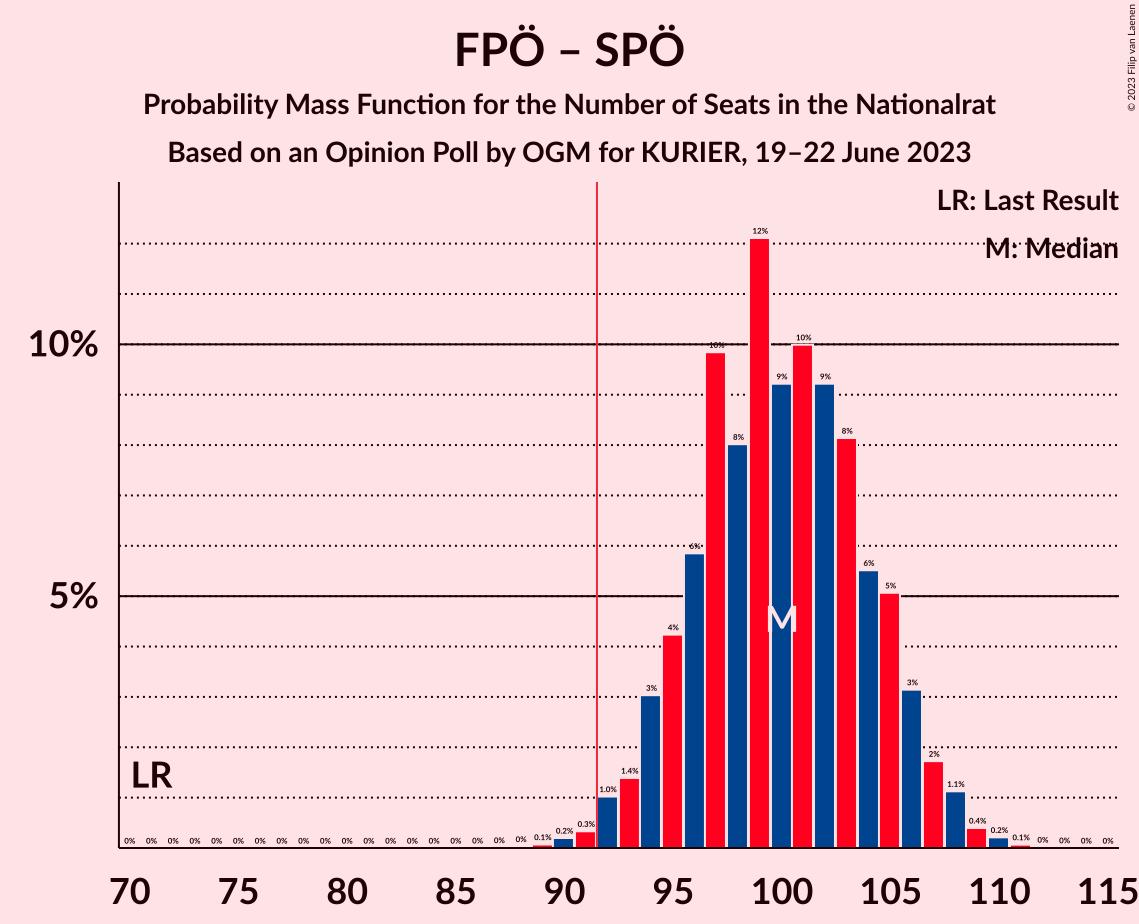 FPÖ – SPÖ
Probability Mass Function for the Number of Seats in the Nationalrat
Based on an Opinion Poll by OGM for KURIER, 19–22 June 2023
© 2023 Filip van Laenen
LR: Last Result
M: Median
10%
5%
12%
10% 10%
9% 9%
8% 8%
6% 6%
5%
4%
M
3% 3%
2%
LR
1.4%
1.0% 1.1%
0% 0% 0% 0% 0% 0% 0% 0% 0% 0% 0% 0% 0% 0% 0% 0% 0% 0% 0% 0.1% 0.2% 0.3% 0.4% 0.2% 0.1% 0% 0% 0% 0%
70 75 80 85 90 95 100 105 110 115